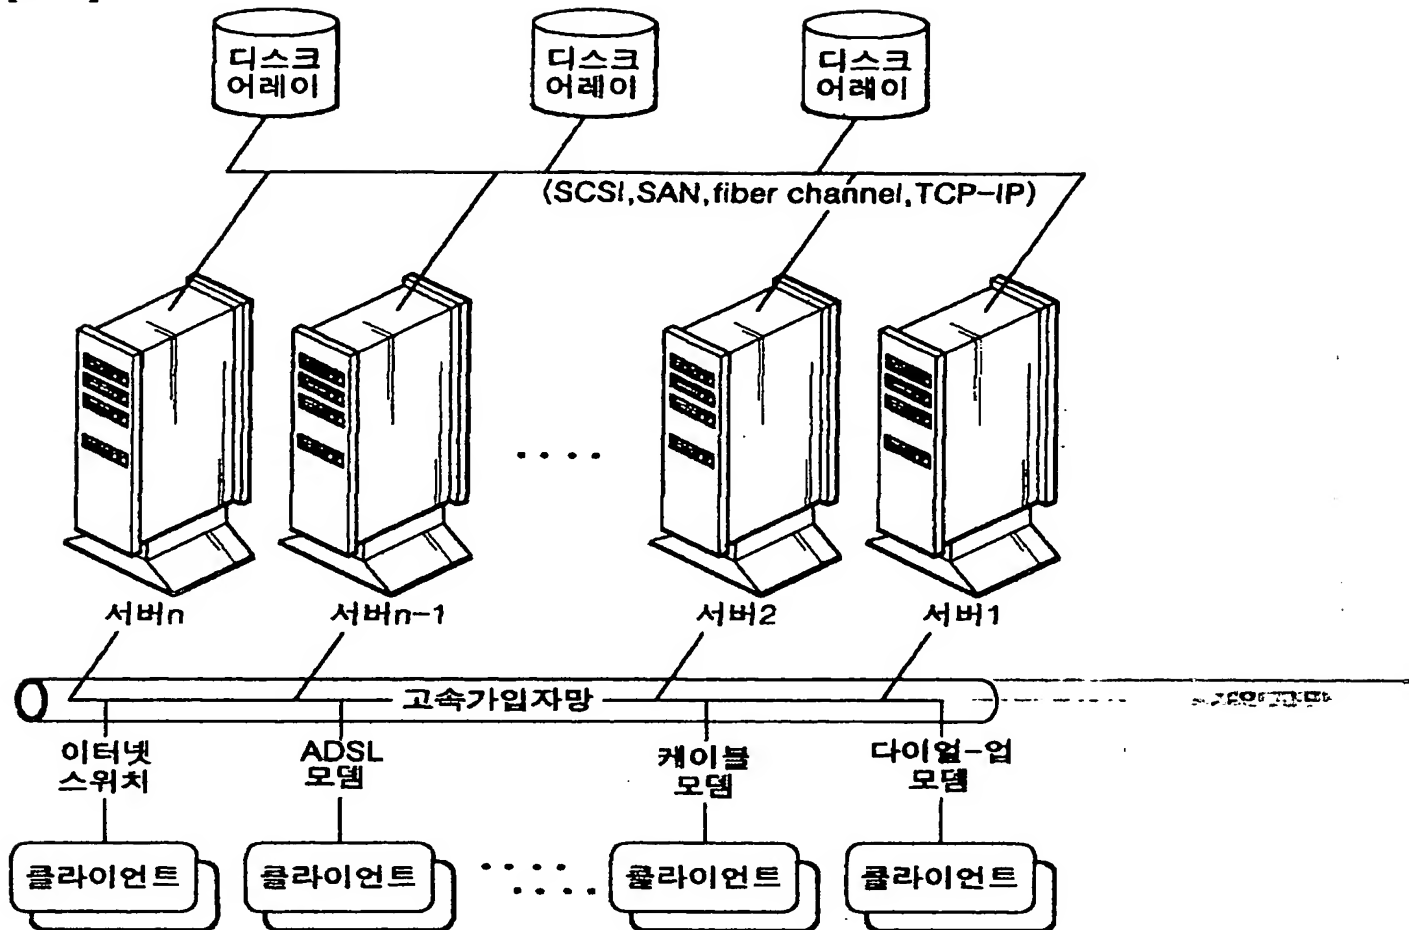 디스크
어레이
디스크
어레이
디스크
어레이
(SCSI,SAN,fiber channel,TCP-IP)
서버n
서버n-1
서버2
서버1
고속가입자망
이터넷
스위치
ADSL
모뎀
케이블
모뎀
다이얼-업
모뎀
클라이언트
클라이언트
클라이언트
클라이언트